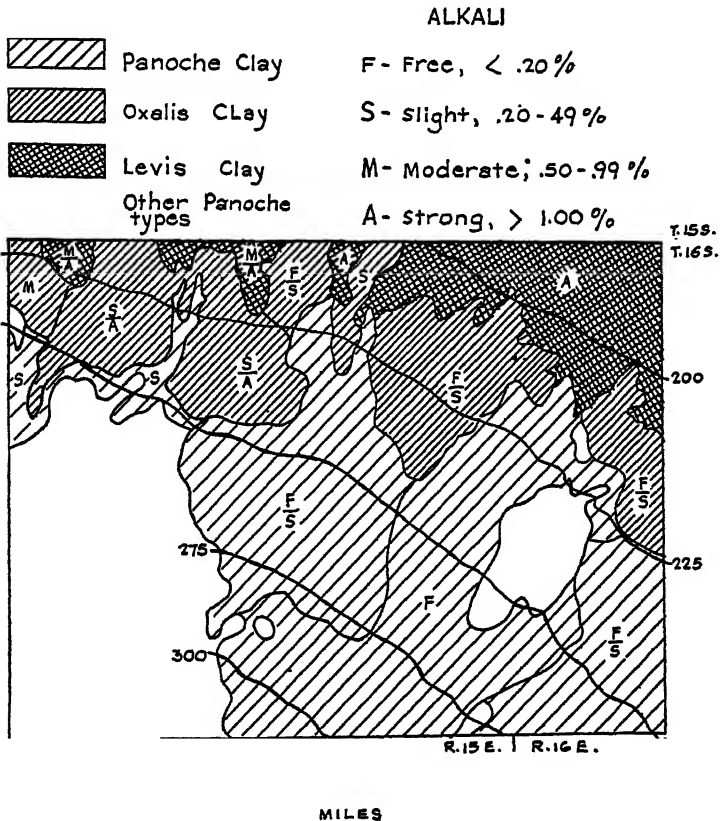 ALKALI
Panoche Clay
F- Free, < .20%
Oxalis CLay
S- Slight, .20-49%
Levis Clay
M- Moderate; .50-.99%
Other Panoche
types
A- Strong, > 1.00%
T.15S.
T.16S.
M
A
M
A
F
S
A
S
A
M
S
A
S
S
S
A
F
S
200
F
S
F
S
275
225
F
F
S
300
R.15E. R.16E.
MILES